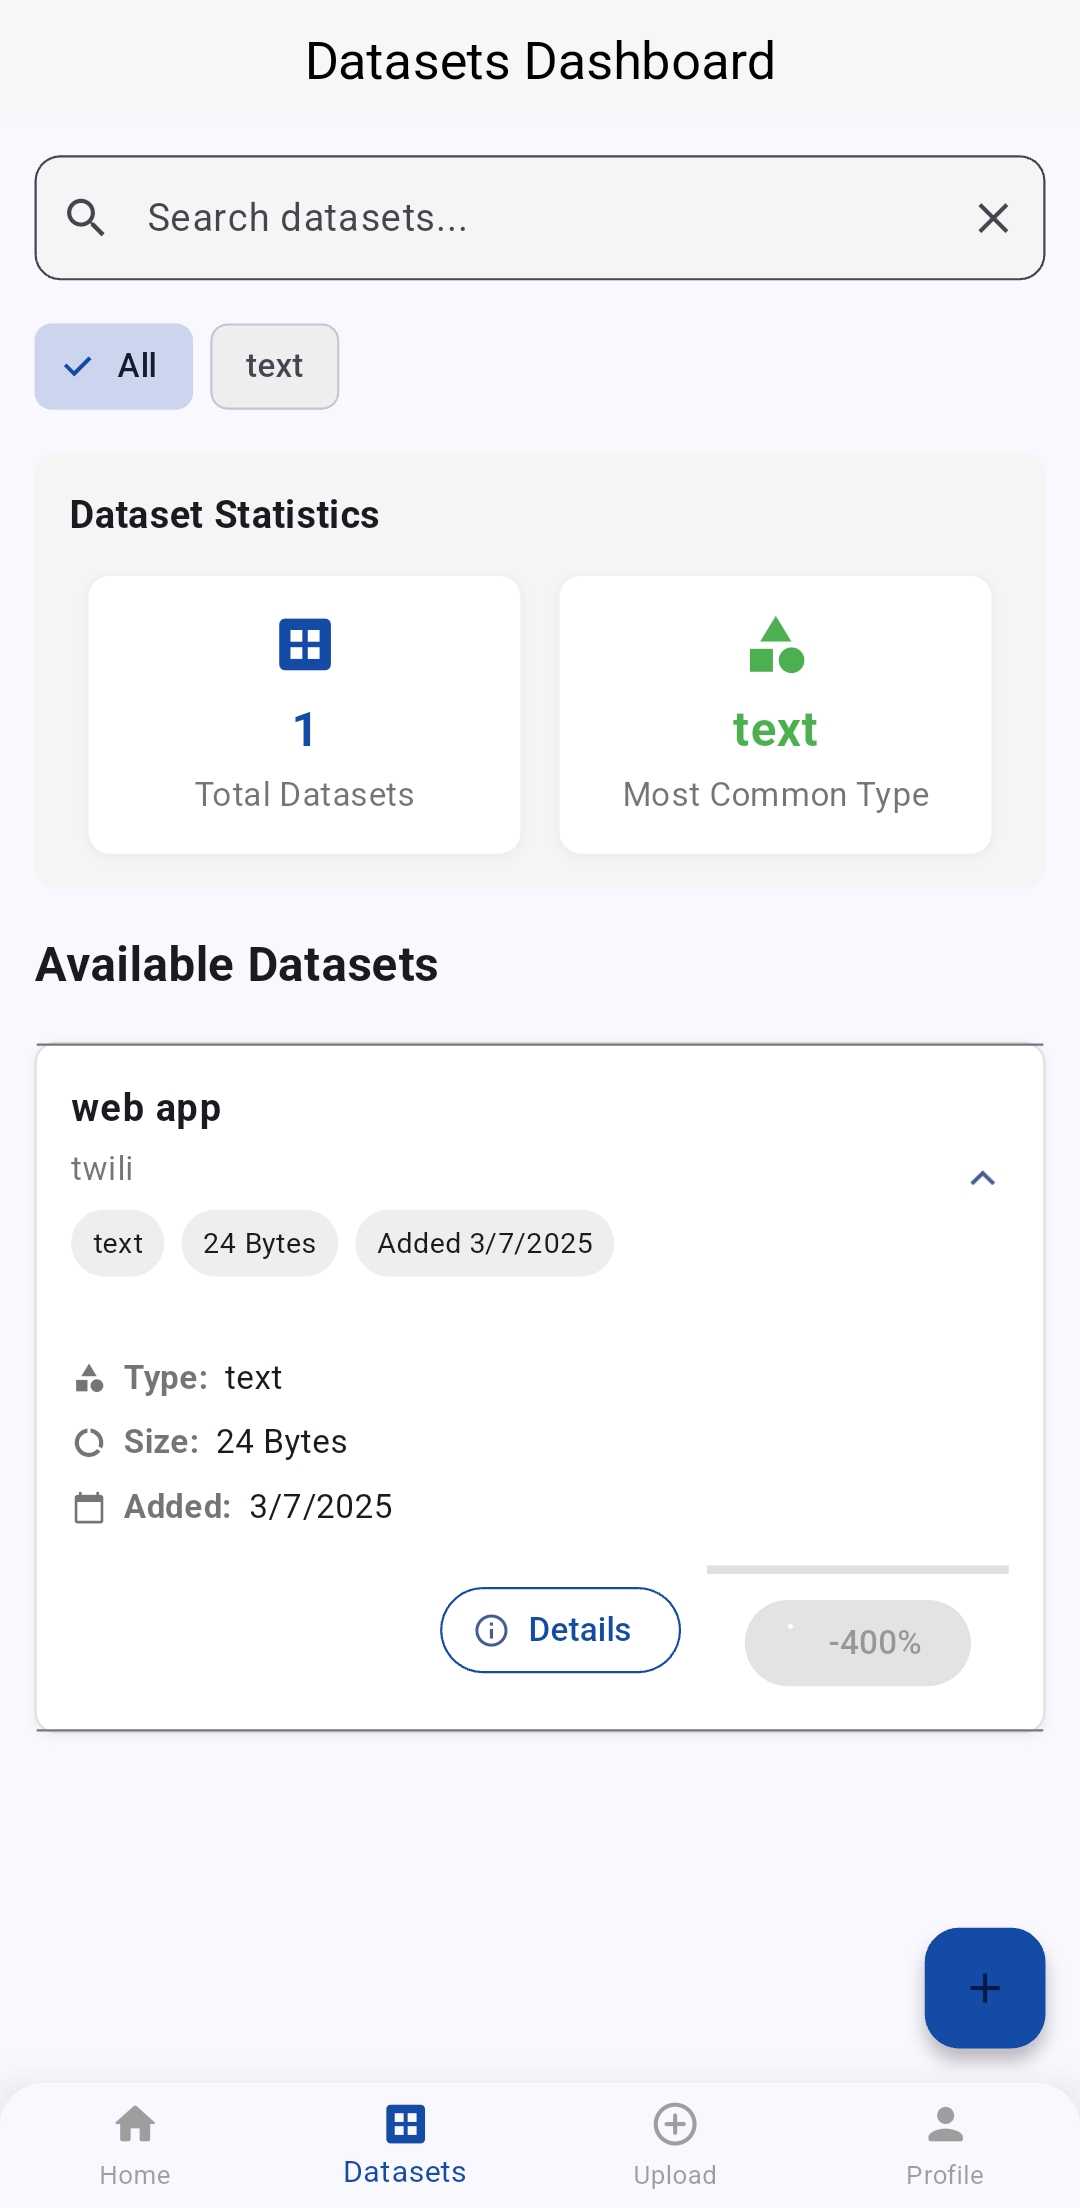 Datasets Dashboard
Search datasets...
All text
Dataset Statistics
1 text
Total Datasets Most Common Type
Available Datasets
web app
twili
text 24 Bytes Added 3/7/2025
Type: text
Size: 24 Bytes
Added: 3/7/2025
Details -400%
Home Datasets Upload Profile